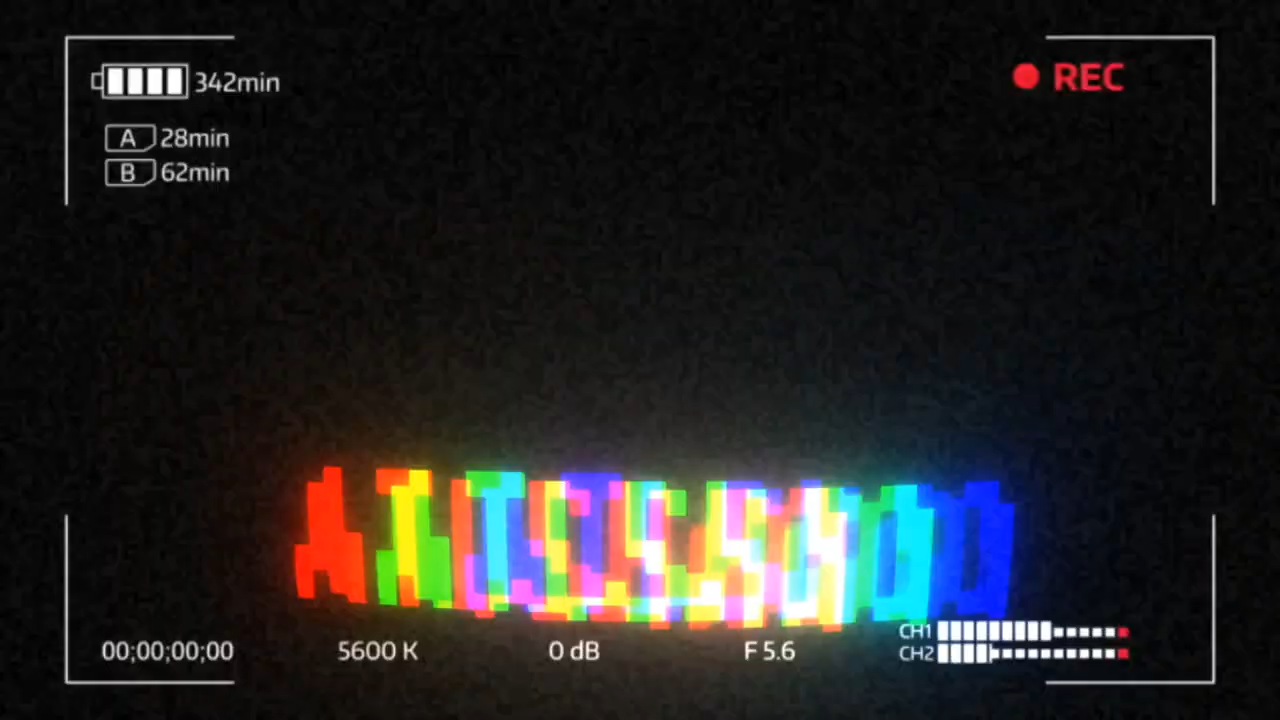 342min
REC
A 28min
B 62min
00;00;00;00 5600 K 0 dB F 5.6
CH1
CH2